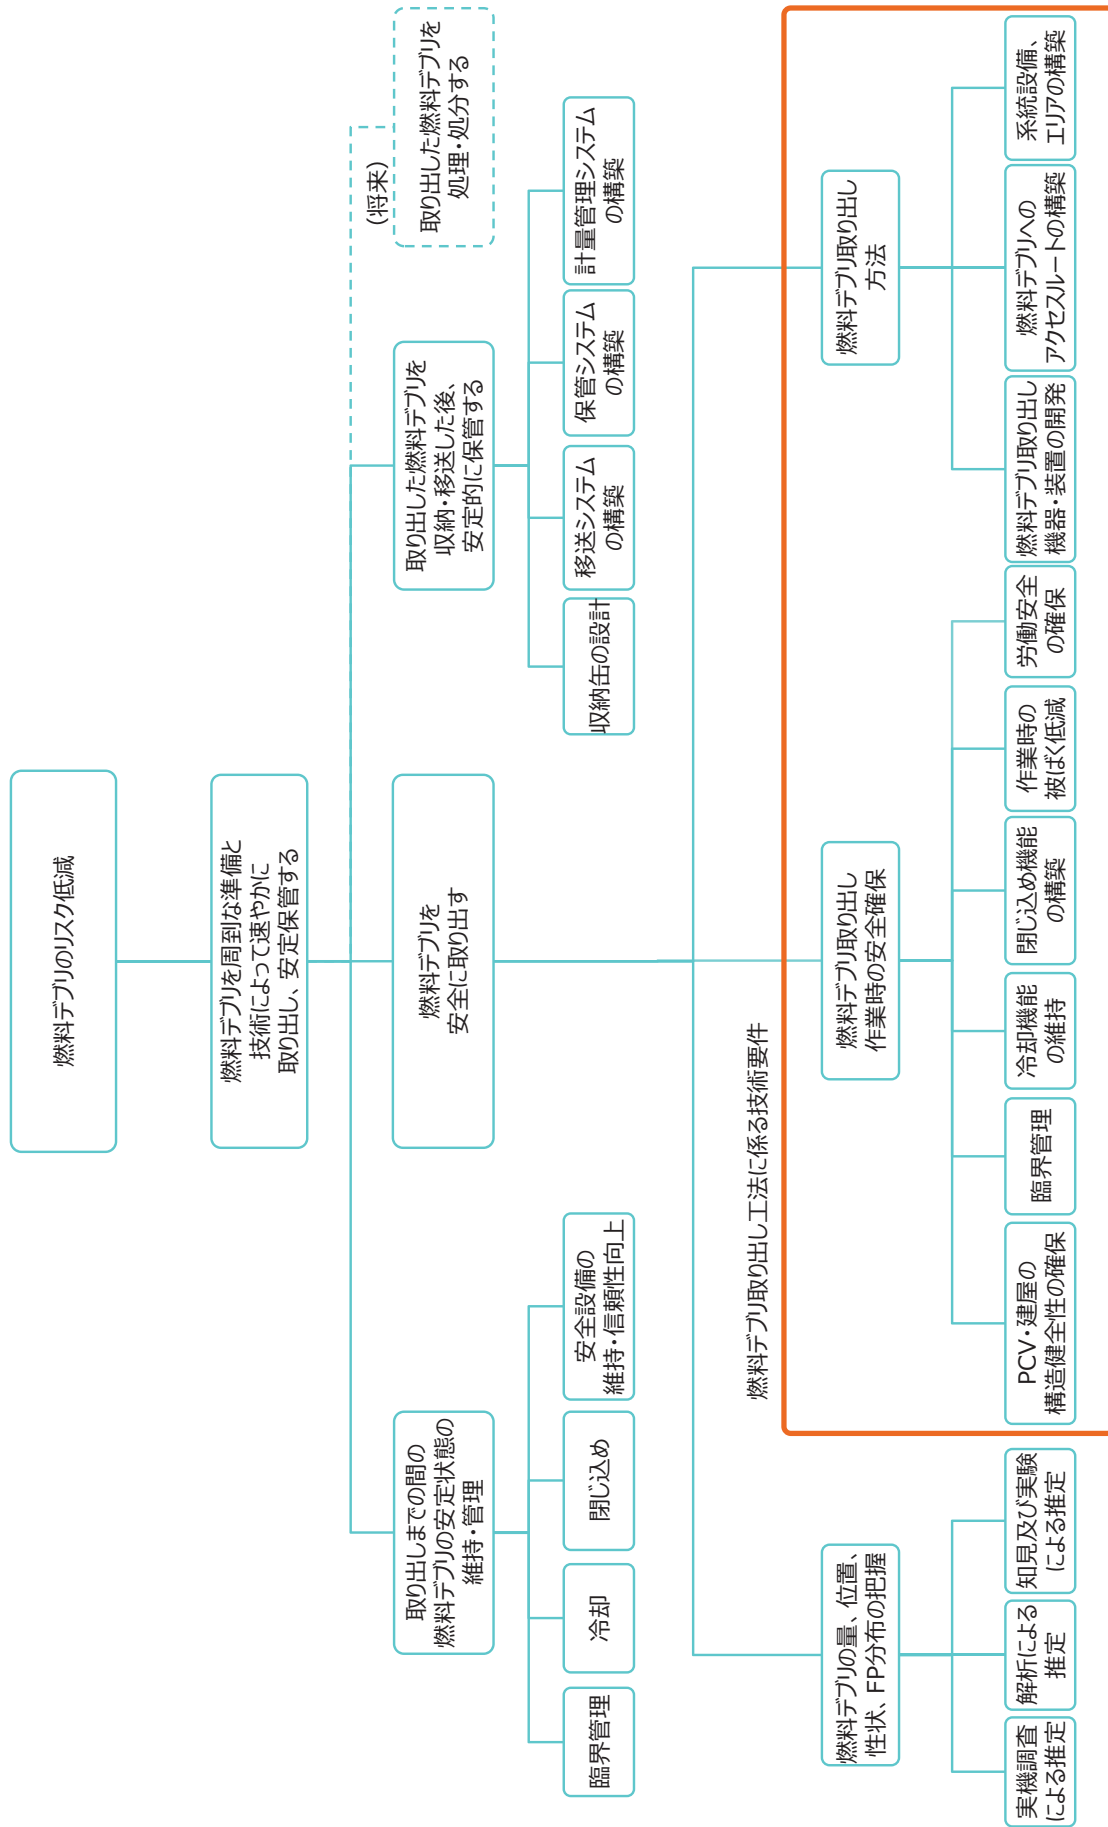 燃料デブリのリスク低減
燃料デブリを周到な準備と
技術によって速やかに
取り出し、安定保管する
取り出しまでの間の
燃料デブリの安定状態の
維持・管理
燃料デブリを
安全に取り出す
取り出した燃料デブリを
収納・移送した後、
安定的に保管する
(将来)
取り出した燃料デブリを
処理・処分する
臨界管理
冷却
閉じ込め
安全設備の
維持・信頼性向上
収納缶の設計
移送システム
の構築
保管システム
の構築
計量管理システム
の構築
燃料デブリ取り出し工法に係る技術要件
燃料デブリの量、位置、
性状、FP分布の把握
燃料デブリ取り出し
作業時の安全確保
燃料デブリ取り出し
方法
実機調査
による推定
解析による
推定
知見及び実験
による推定
PCV・建屋の
構造健全性の確保
臨界管理
冷却機能
の維持
閉じ込め機能
の構築
作業時の
被ばく低減
労働安全
の確保
燃料デブリ取り出し
機器・装置の開発
燃料デブリへの
アクセスルートの構築
系統設備、
エリアの構築